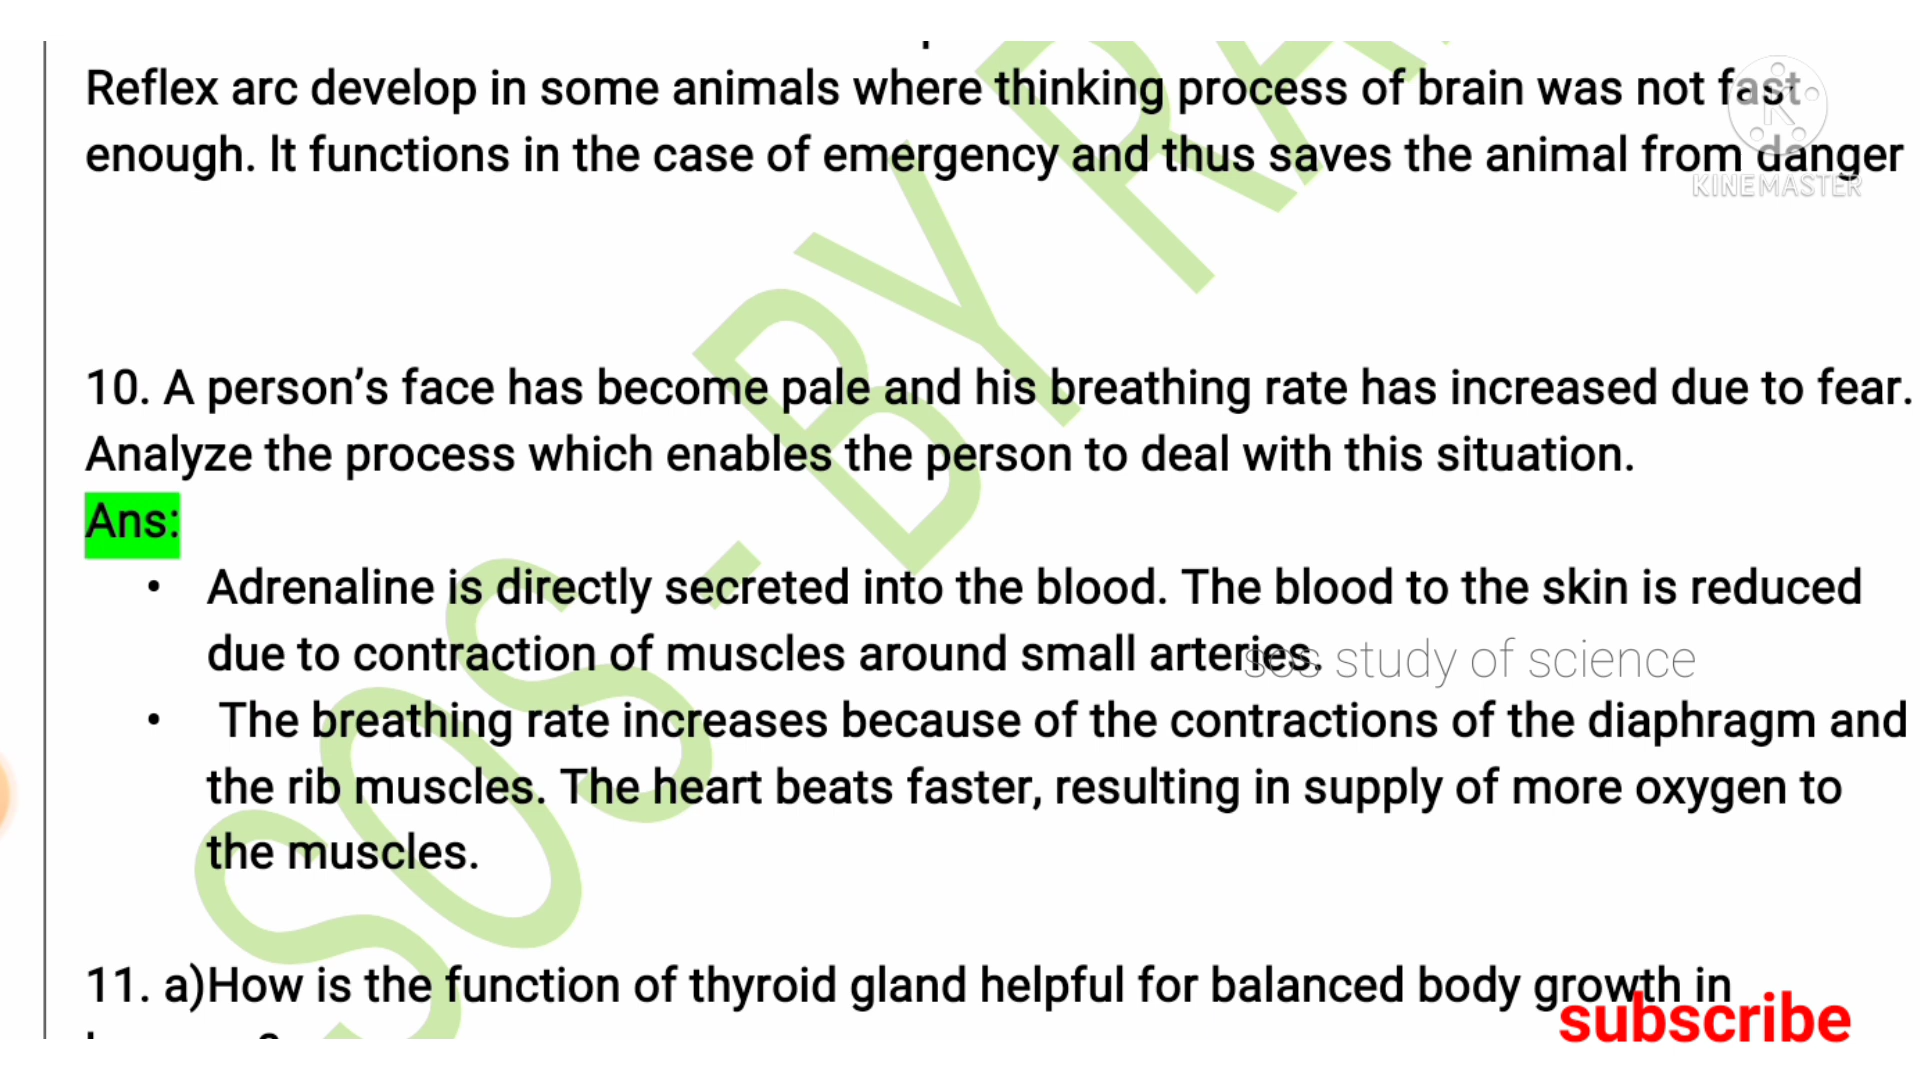 Reflex arc develop in some animals where thinking process of brain was not fast
enough. It functions in the case of emergency and thus saves the animal from danger
KINEMASTER
10. A person’s face has become pale and his breathing rate has increased due to fear.
Analyze the process which enables the person to deal with this situation.
Ans:
• Adrenaline is directly secreted into the blood. The blood to the skin is reduced
due to contraction of muscles around small arteries.
sos study of science
• The breathing rate increases because of the contractions of the diaphragm and
the rib muscles. The heart beats faster, resulting in supply of more oxygen to
the muscles.
11. a)How is the function of thyroid gland helpful for balanced body growth in
subscribe
SOS - BY RA